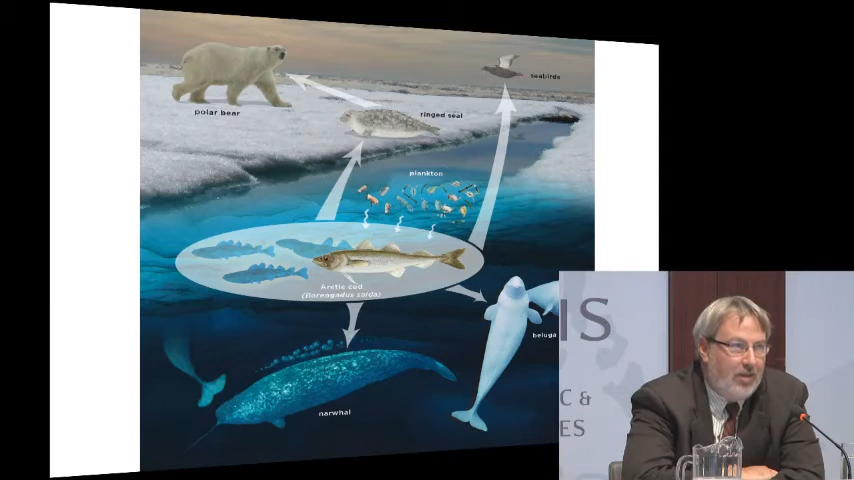 seabirds
polar bear
ringed seal
plankton
Arctic cod
(Boreogadus saida)
beluga
narwhal
IS
C &
ES